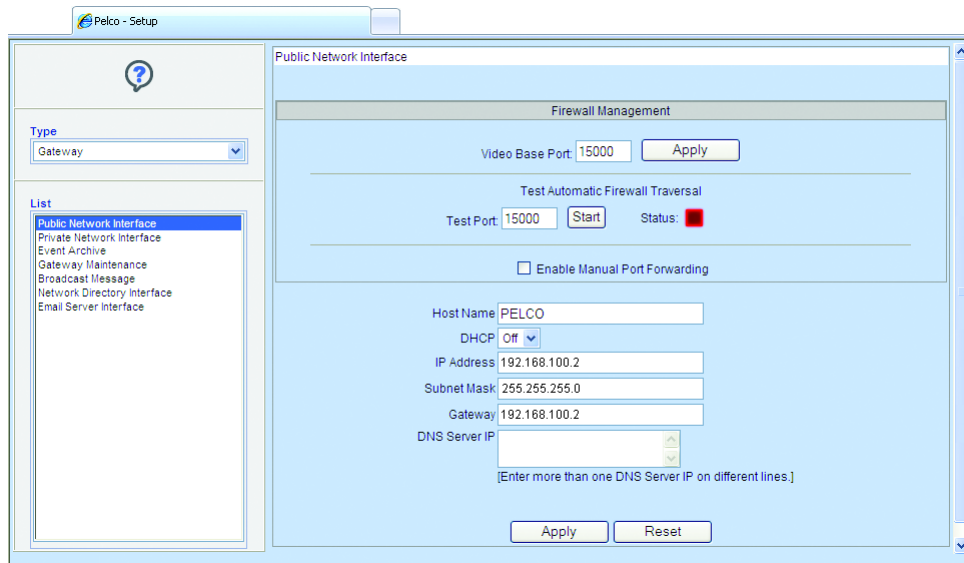 Pelco - Setup
?
Type
Gateway
List
Public Network Interface
Private Network Interface
Event Archive
Gateway Maintenance
Broadcast Message
Network Directory Interface
Email Server Interface
Public Network Interface
Firewall Management
Video Base Port: 15000 Apply
Test Automatic Firewall Traversal
Test Port: 15000 Start Status:
Enable Manual Port Forwarding
Host Name PELCO
DHCP Off
IP Address 192.168.100.2
Subnet Mask 255.255.255.0
Gateway 192.168.100.2
DNS Server IP
[Enter more than one DNS Server IP on different lines.]
Apply Reset